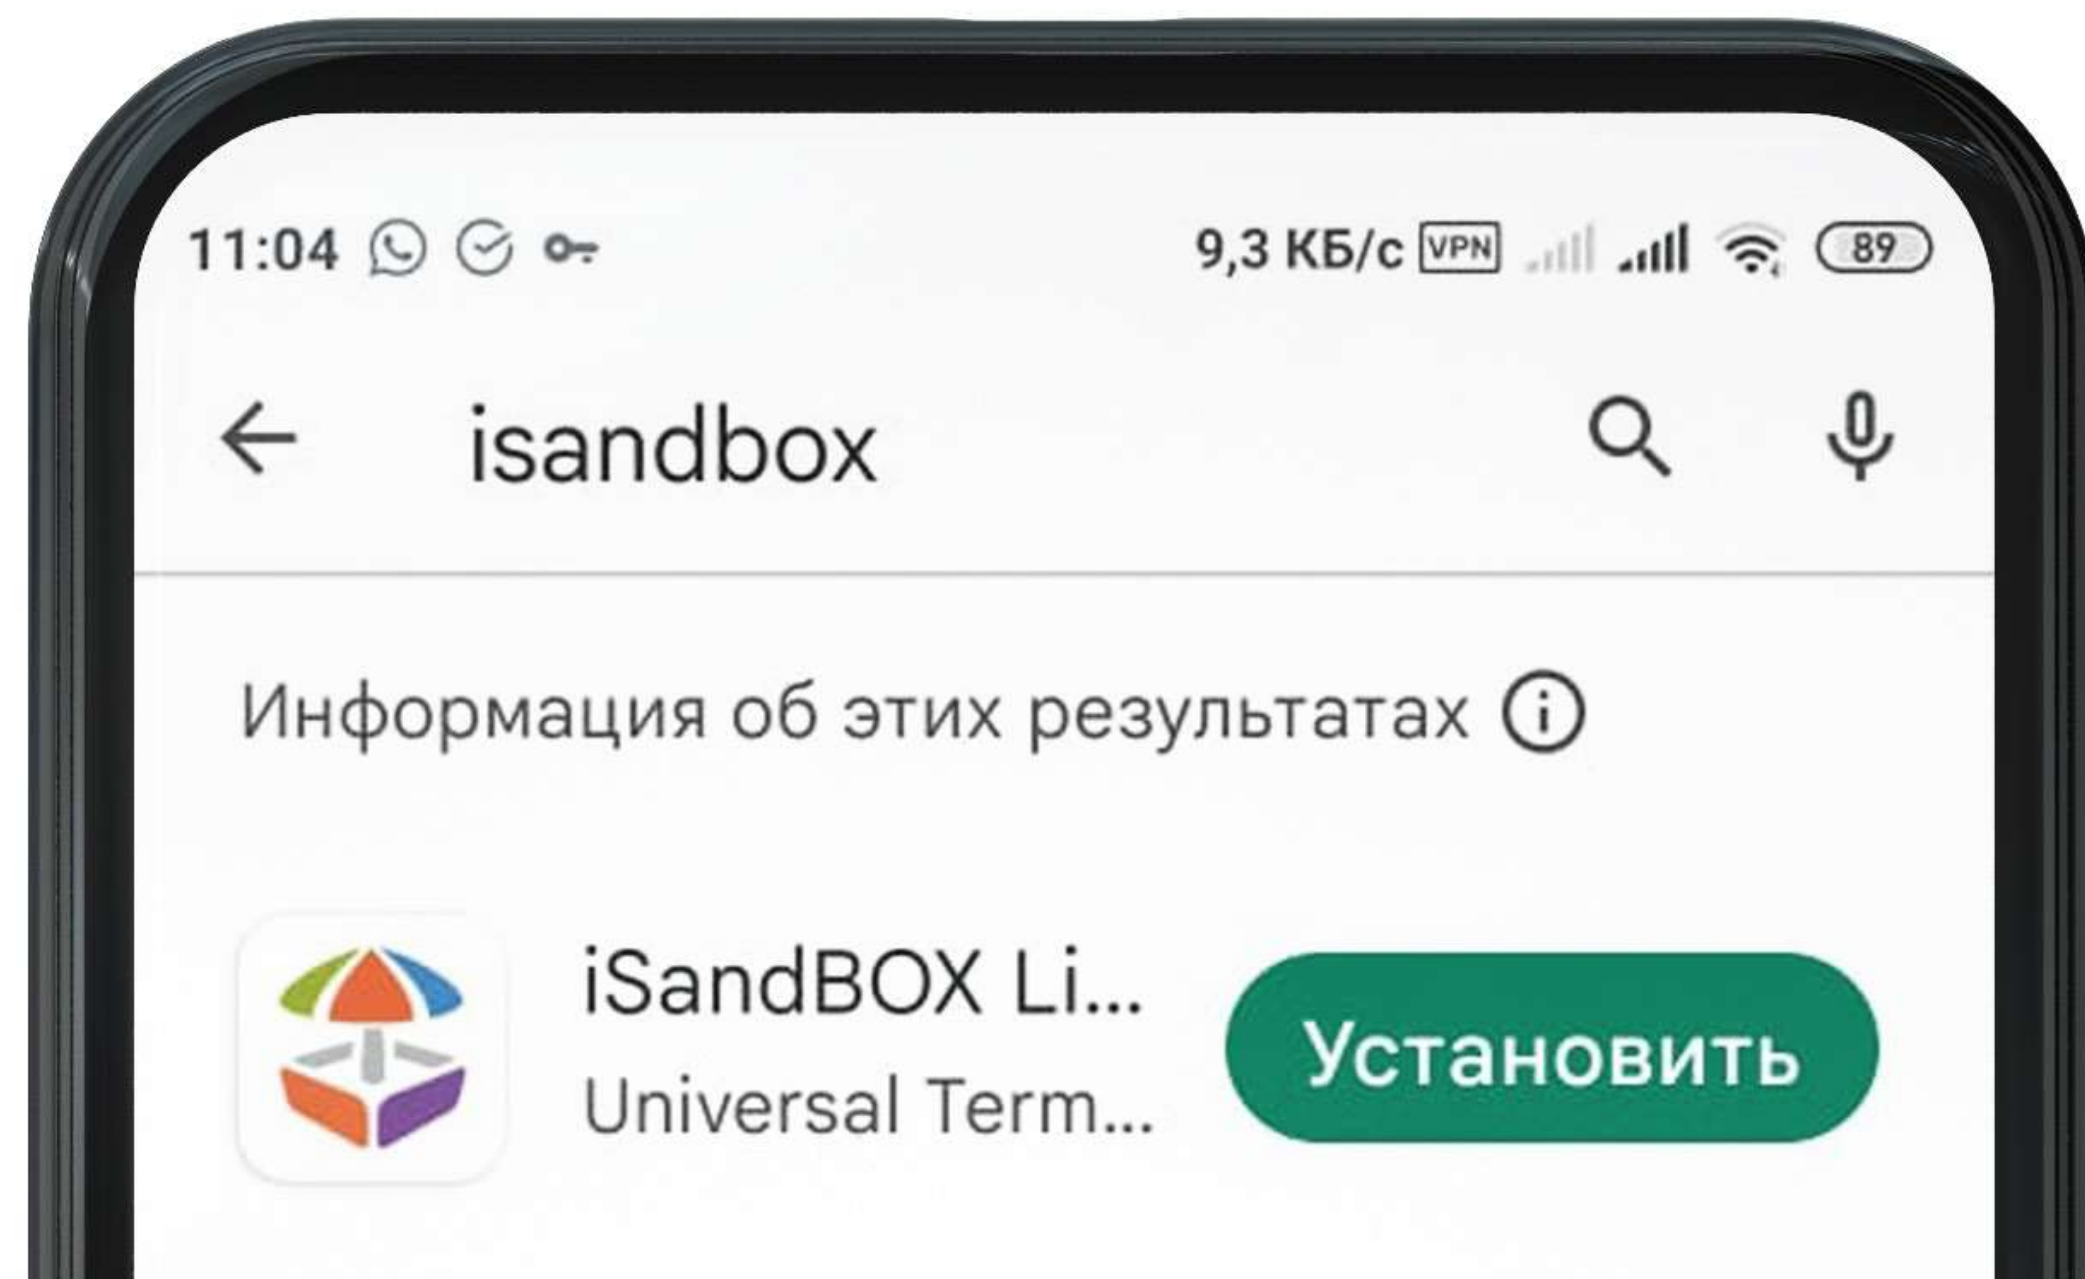 11:04 9,3 КБ/с VPN 89
isandbox
Информация об этих результатах
iSandBOX Li...
Universal Term...
Установить